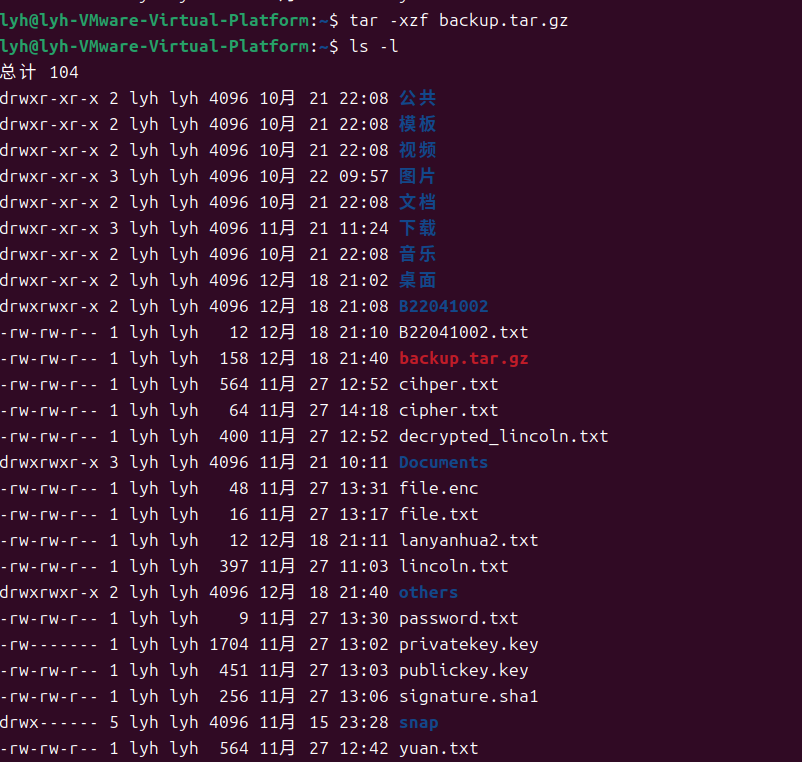 lyh@lyh-VMware-Virtual-Platform:~$ tar -xzf backup.tar.gz
lyh@lyh-VMware-Virtual-Platform:~$ ls -l
总计 104
drwxr-xr-x 2 lyh lyh 4096 10月 21 22:08 公共
drwxr-xr-x 2 lyh lyh 4096 10月 21 22:08 模板
drwxr-xr-x 2 lyh lyh 4096 10月 21 22:08 视频
drwxr-xr-x 3 lyh lyh 4096 10月 22 09:57 图片
drwxr-xr-x 2 lyh lyh 4096 10月 21 22:08 文档
drwxr-xr-x 3 lyh lyh 4096 11月 21 11:24 下载
drwxr-xr-x 2 lyh lyh 4096 10月 21 22:08 音乐
drwxr-xr-x 2 lyh lyh 4096 12月 18 21:02 桌面
drwxrwxr-x 2 lyh lyh 4096 12月 18 21:08 B22041002
-rw-rw-r-- 1 lyh lyh   12 12月 18 21:10 B22041002.txt
-rw-rw-r-- 1 lyh lyh  158 12月 18 21:40 backup.tar.gz
-rw-rw-r-- 1 lyh lyh  564 11月 27 12:52 cihper.txt
-rw-rw-r-- 1 lyh lyh   64 11月 27 14:18 cipher.txt
-rw-rw-r-- 1 lyh lyh  400 11月 27 12:52 decrypted_lincoln.txt
drwxrwxr-x 3 lyh lyh 4096 11月 21 10:11 Documents
-rw-rw-r-- 1 lyh lyh   48 11月 27 13:31 file.enc
-rw-rw-r-- 1 lyh lyh   16 11月 27 13:17 file.txt
-rw-rw-r-- 1 lyh lyh   12 12月 18 21:11 lanyanhua2.txt
-rw-rw-r-- 1 lyh lyh  397 11月 27 11:03 lincoln.txt
drwxrwxr-x 2 lyh lyh 4096 12月 18 21:40 others
-rw-rw-r-- 1 lyh lyh    9 11月 27 13:30 password.txt
-rw------- 1 lyh lyh 1704 11月 27 13:02 privatekey.key
-rw-rw-r-- 1 lyh lyh  451 11月 27 13:03 publickey.key
-rw-rw-r-- 1 lyh lyh  256 11月 27 13:06 signature.sha1
drwx------ 5 lyh lyh 4096 11月 15 23:28 snap
-rw-rw-r-- 1 lyh lyh  564 11月 27 12:42 yuan.txt